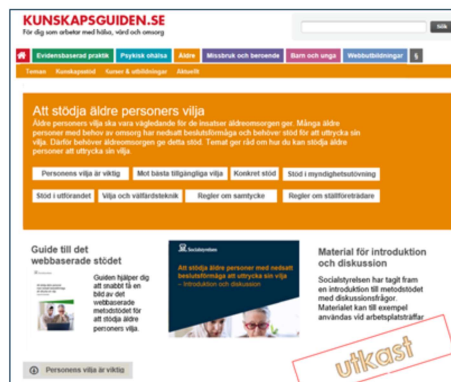 KUNSKAPSGUIDEN.SE
För dig som arbetar med hälsa, vård och omsorg
Sök
Evidensbaserad praktik Psykisk ohälsa Äldre Missbruk och beroende Barn och unga Webbutbildningar §
Teman Kunskapsstöd Kurser & utbildningar Aktuellt
Att stödja äldre personers vilja
Äldre personers vilja ska vara vägledande för de insatser äldreomsorgen ger. Många äldre
personer med behov av omsorg har nedsatt beslutsförmåga och behöver stöd för att uttrycka sin
vilja. Därför behöver äldreomsorgen ge detta stöd. Temat ger råd om hur du kan stödja äldre
personer att uttrycka sin vilja
Personens vilja är viktig Mot bästa tillgängliga vilja Konkret stöd Stöd i myndighetsutövning
Stöd i utförandet Vilja och välfärdsteknik Regler om samtycke Regler om ställföreträdare
Guide till det
webbaserade stödet
Guiden hjälper dig
att snabbt få en
bild av det
webbaserade
metodstödet för
att stödja äldre
personers vilja.
Socialstyrelsen
Att stödja äldre personer med nedsatt
beslutsförmåga att uttrycka sin vilja
– Introduktion och diskussion
Material för introduktion
och diskussion
Socialstyrelsen har tagit fram
en introduktion till metodstödet
med diskussionsfrågor.
Materialet kan till exempel
användas vid arbetsplatsträffar
utkast
Personens vilja är viktig